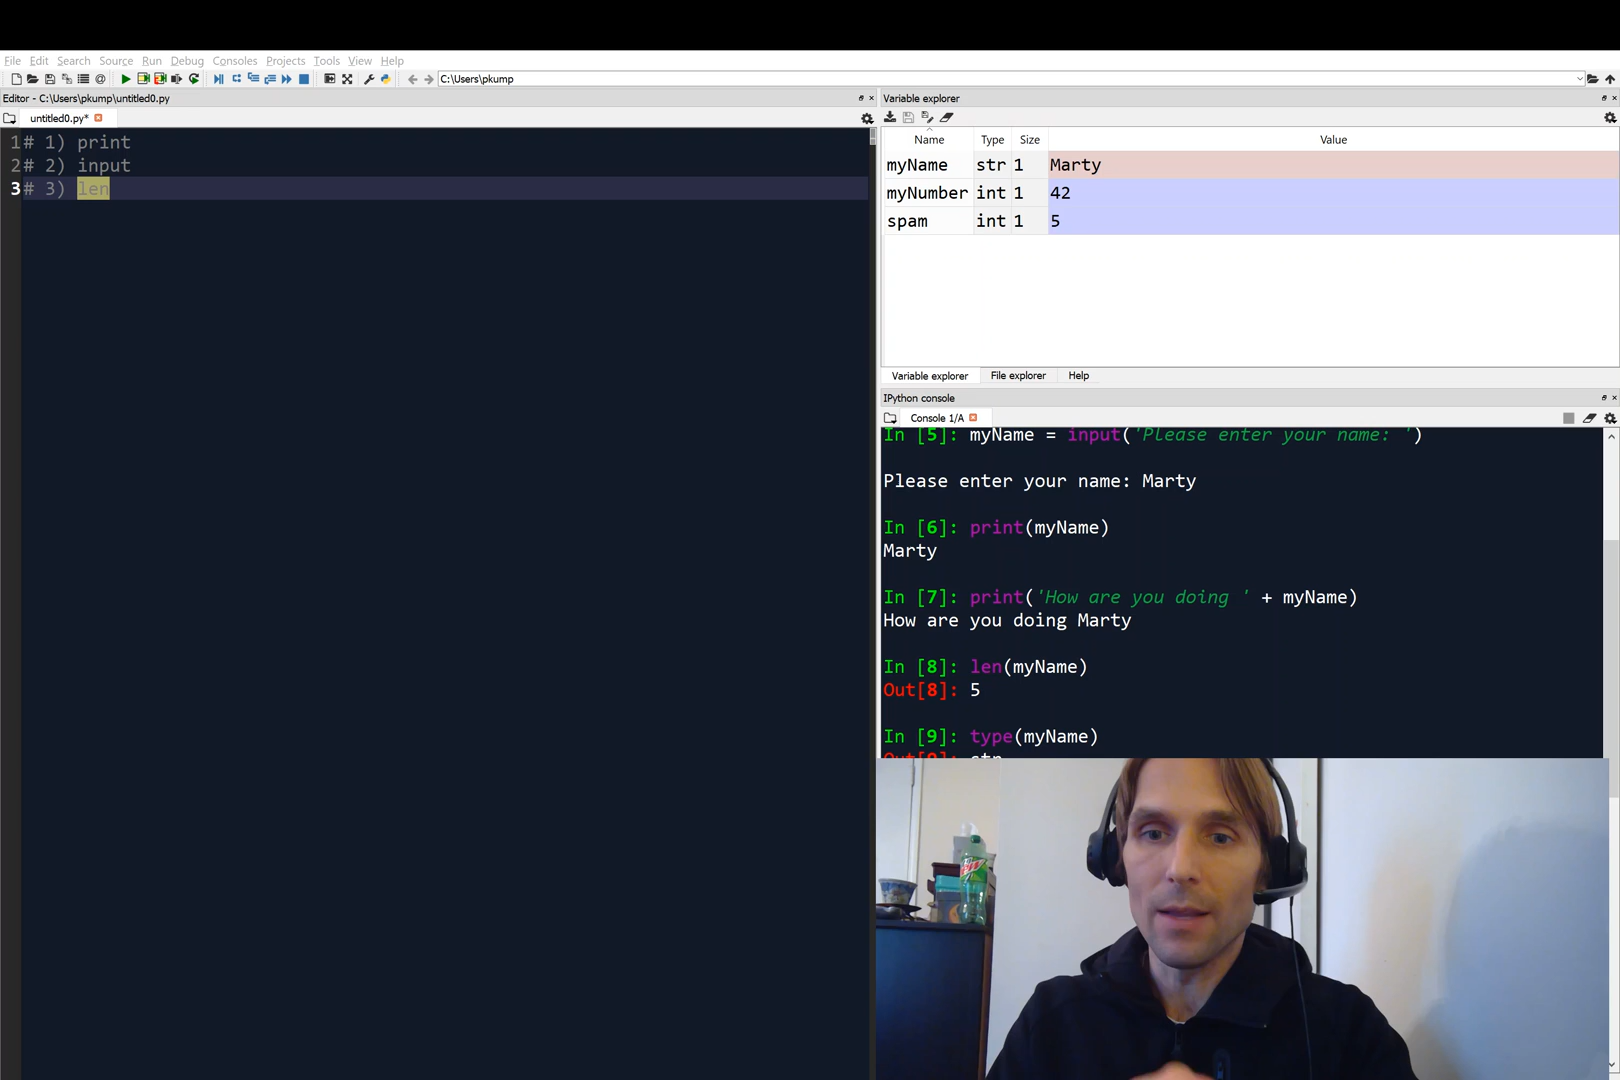 File Edit Search Source Run Debug Consoles Projects Tools View Help
C:\Users\pkump
Editor - C:\Users\pkump\untitled0.py
untitled0.py*
1 # 1) print
2 # 2) input
3 # 3) len
Variable explorer
Name Type Size Value
myName str 1 Marty
myNumber int 1 42
spam int 1 5
Variable explorer File explorer Help
IPython console
Console 1/A
In [5]: myName = input('Please enter your name: ')
Please enter your name: Marty
In [6]: print(myName)
Marty
In [7]: print('How are you doing ' + myName)
How are you doing Marty
In [8]: len(myName)
Out[8]: 5
In [9]: type(myName)
Out[9]: str